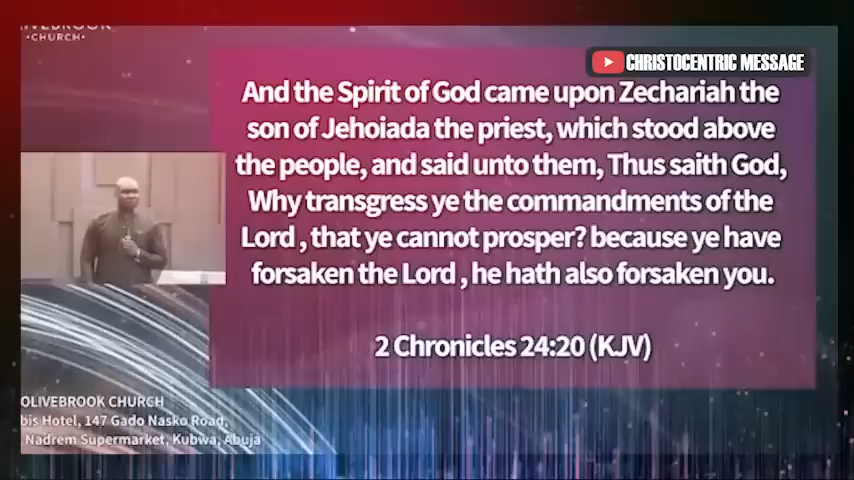 OLIVEBROOK
•CHURCH•
CHRISTOCENTRIC MESSAGE
And the Spirit of God came upon Zechariah the
son of Jehoiada the priest, which stood above
the people, and said unto them, Thus saith God,
Why transgress ye the commandments of the
Lord , that ye cannot prosper? because ye have
forsaken the Lord , he hath also forsaken you.
2 Chronicles 24:20 (KJV)
OLIVEBROOK CHURCH
bis Hotel, 147 Gado Nasko Road,
Nadrem Supermarket, Kubwa, Abuja